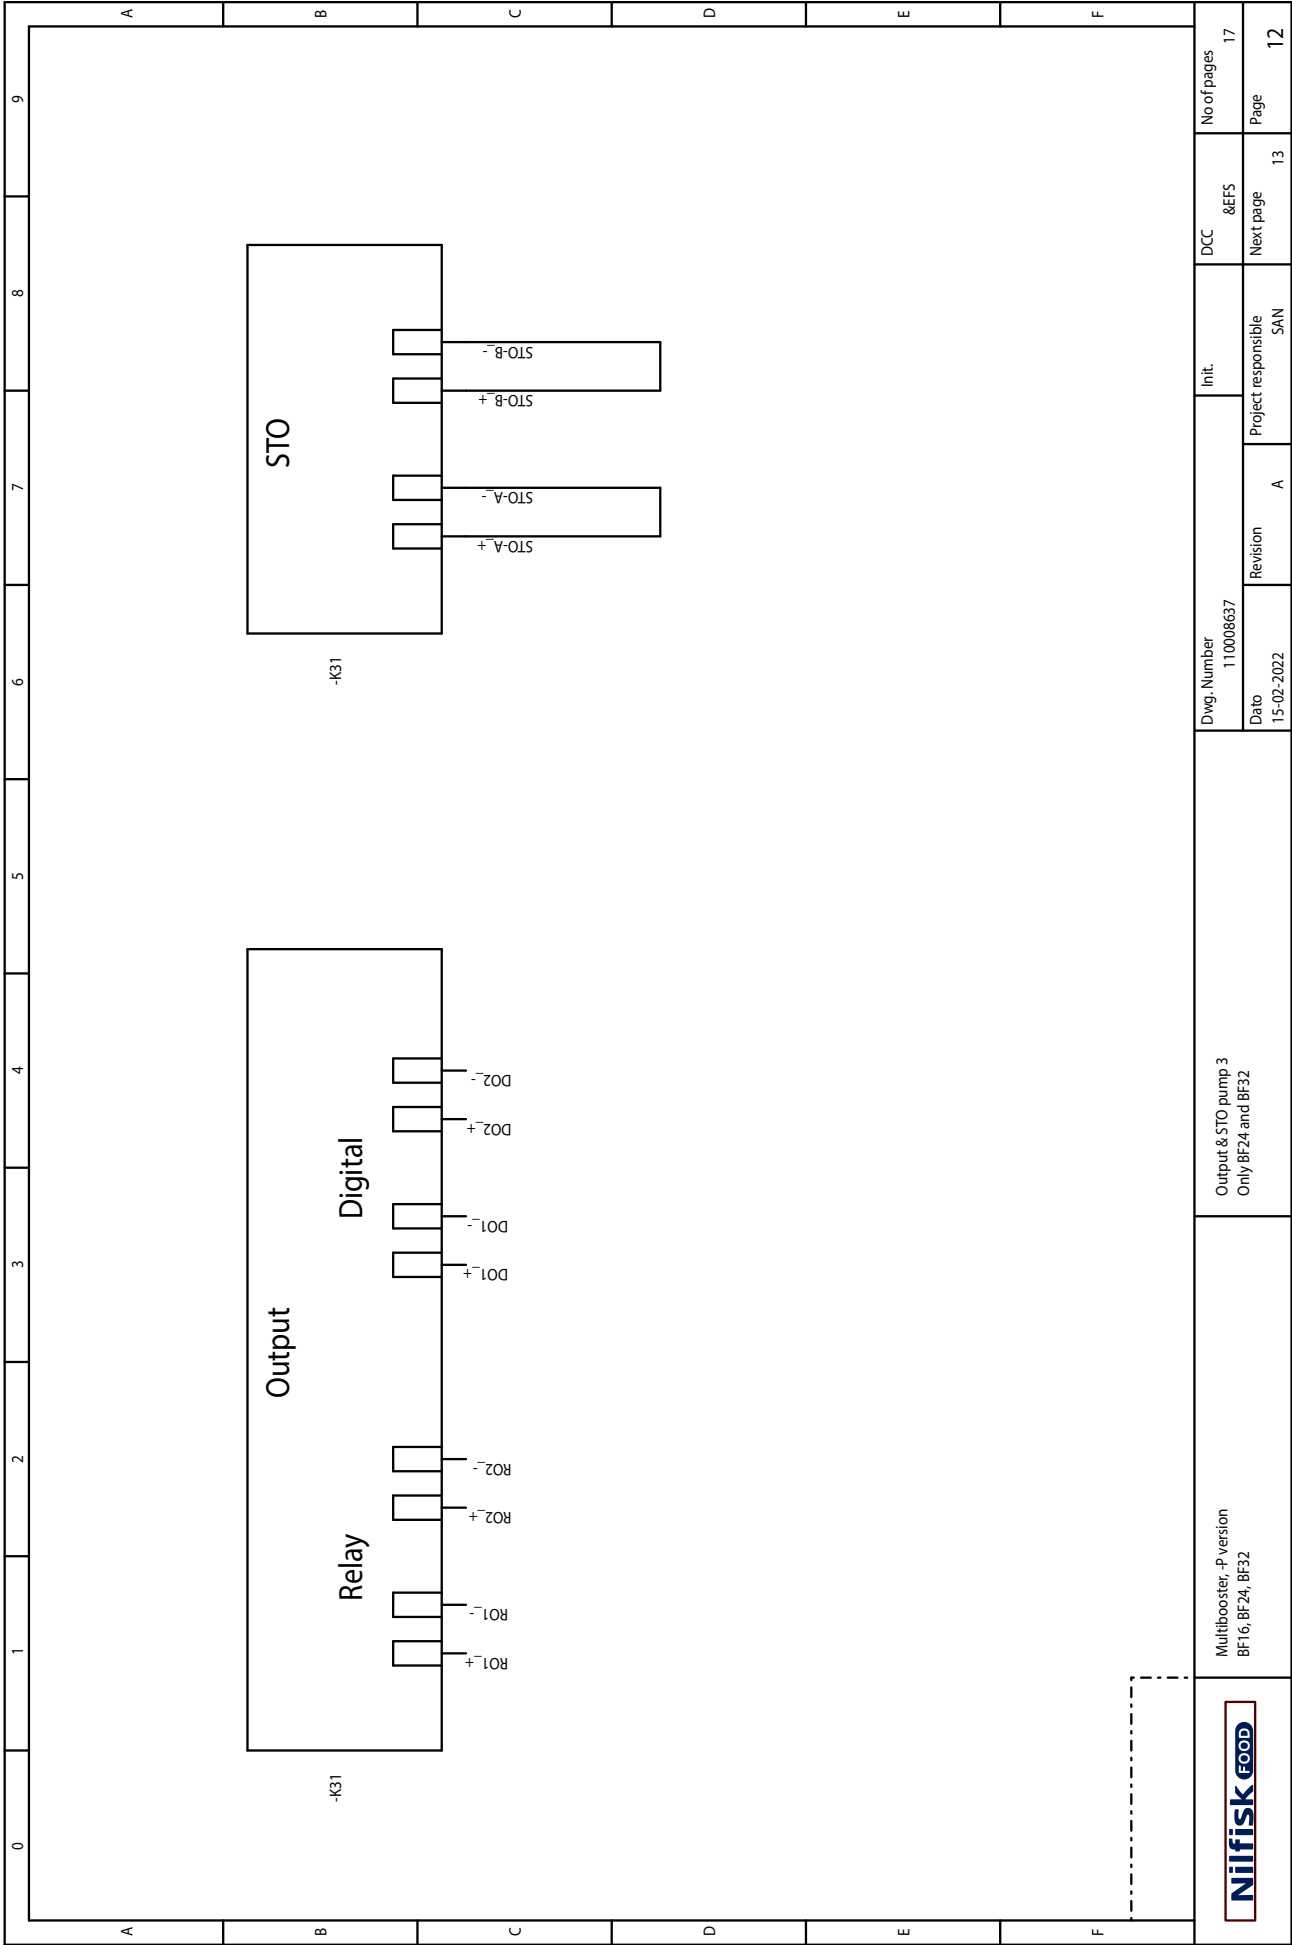 0 1 2 3 4 5 6 7 8 9
A A
B B
C C
D D
E E
F F
Output
Relay
Digital
-K31
RO1_+
RO1_-
RO2_+
RO2_-
DO1_+
DO1_-
DO2_+
DO2_-
STO
-K31
STO-A_+
STO-A_-
STO-B_+
STO-B_-
Nilfisk FOOD
Multibooster, -P version
BF16, BF24, BF32
Output & STO pump 3
Only BF24 and BF32
Dwg. Number
110008637
Init.
DCC
&EFS
No of pages
17
Dato
15-02-2022
Revision
A
Project responsible
SAN
Next page
13
Page
12